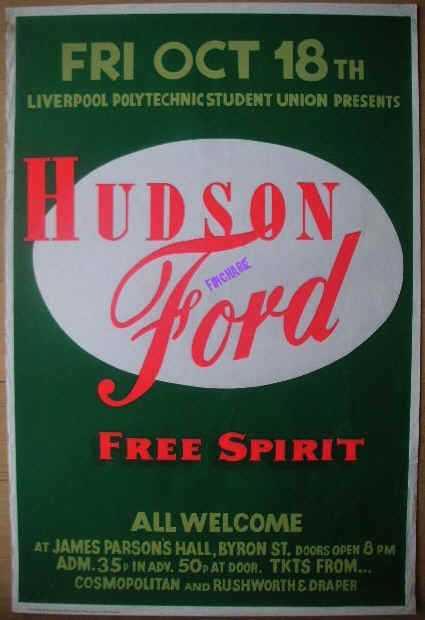 FRI OCT 18TH
LIVERPOOL POLYTECHNIC STUDENT UNION PRESENTS
HUDSON
Ford
FREE SPIRIT
ALL WELCOME
AT JAMES PARSON'S HALL, BYRON ST. DOORS OPEN 8 PM
ADM. 35P IN ADV. 50P AT DOOR. TKTS FROM...
COSMOPOLITAN AND RUSHWORTH & DRAPER